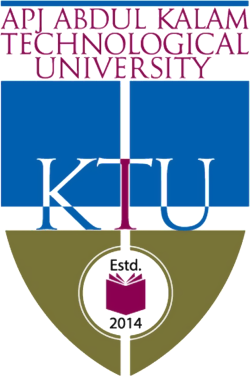 APJ ABDUL KALAM
TECHNOLOGICAL
UNIVERSITY
KTU
Estd.
2014